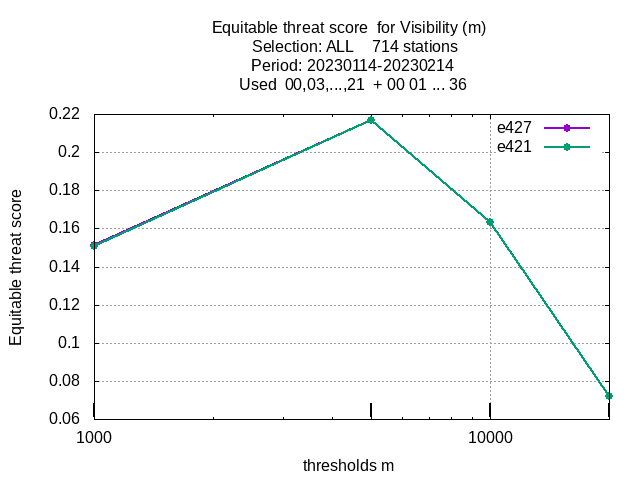 Equitable threat score  for Visibility (m)
Selection: ALL    714 stations
Period: 20230114-20230214
Used  00,03,...,21  + 00 01 ... 36
0.22
0.2
0.18
0.16
0.14
0.12
0.1
0.08
0.06
Equitable threat score
e427
e421
1000
10000
thresholds m